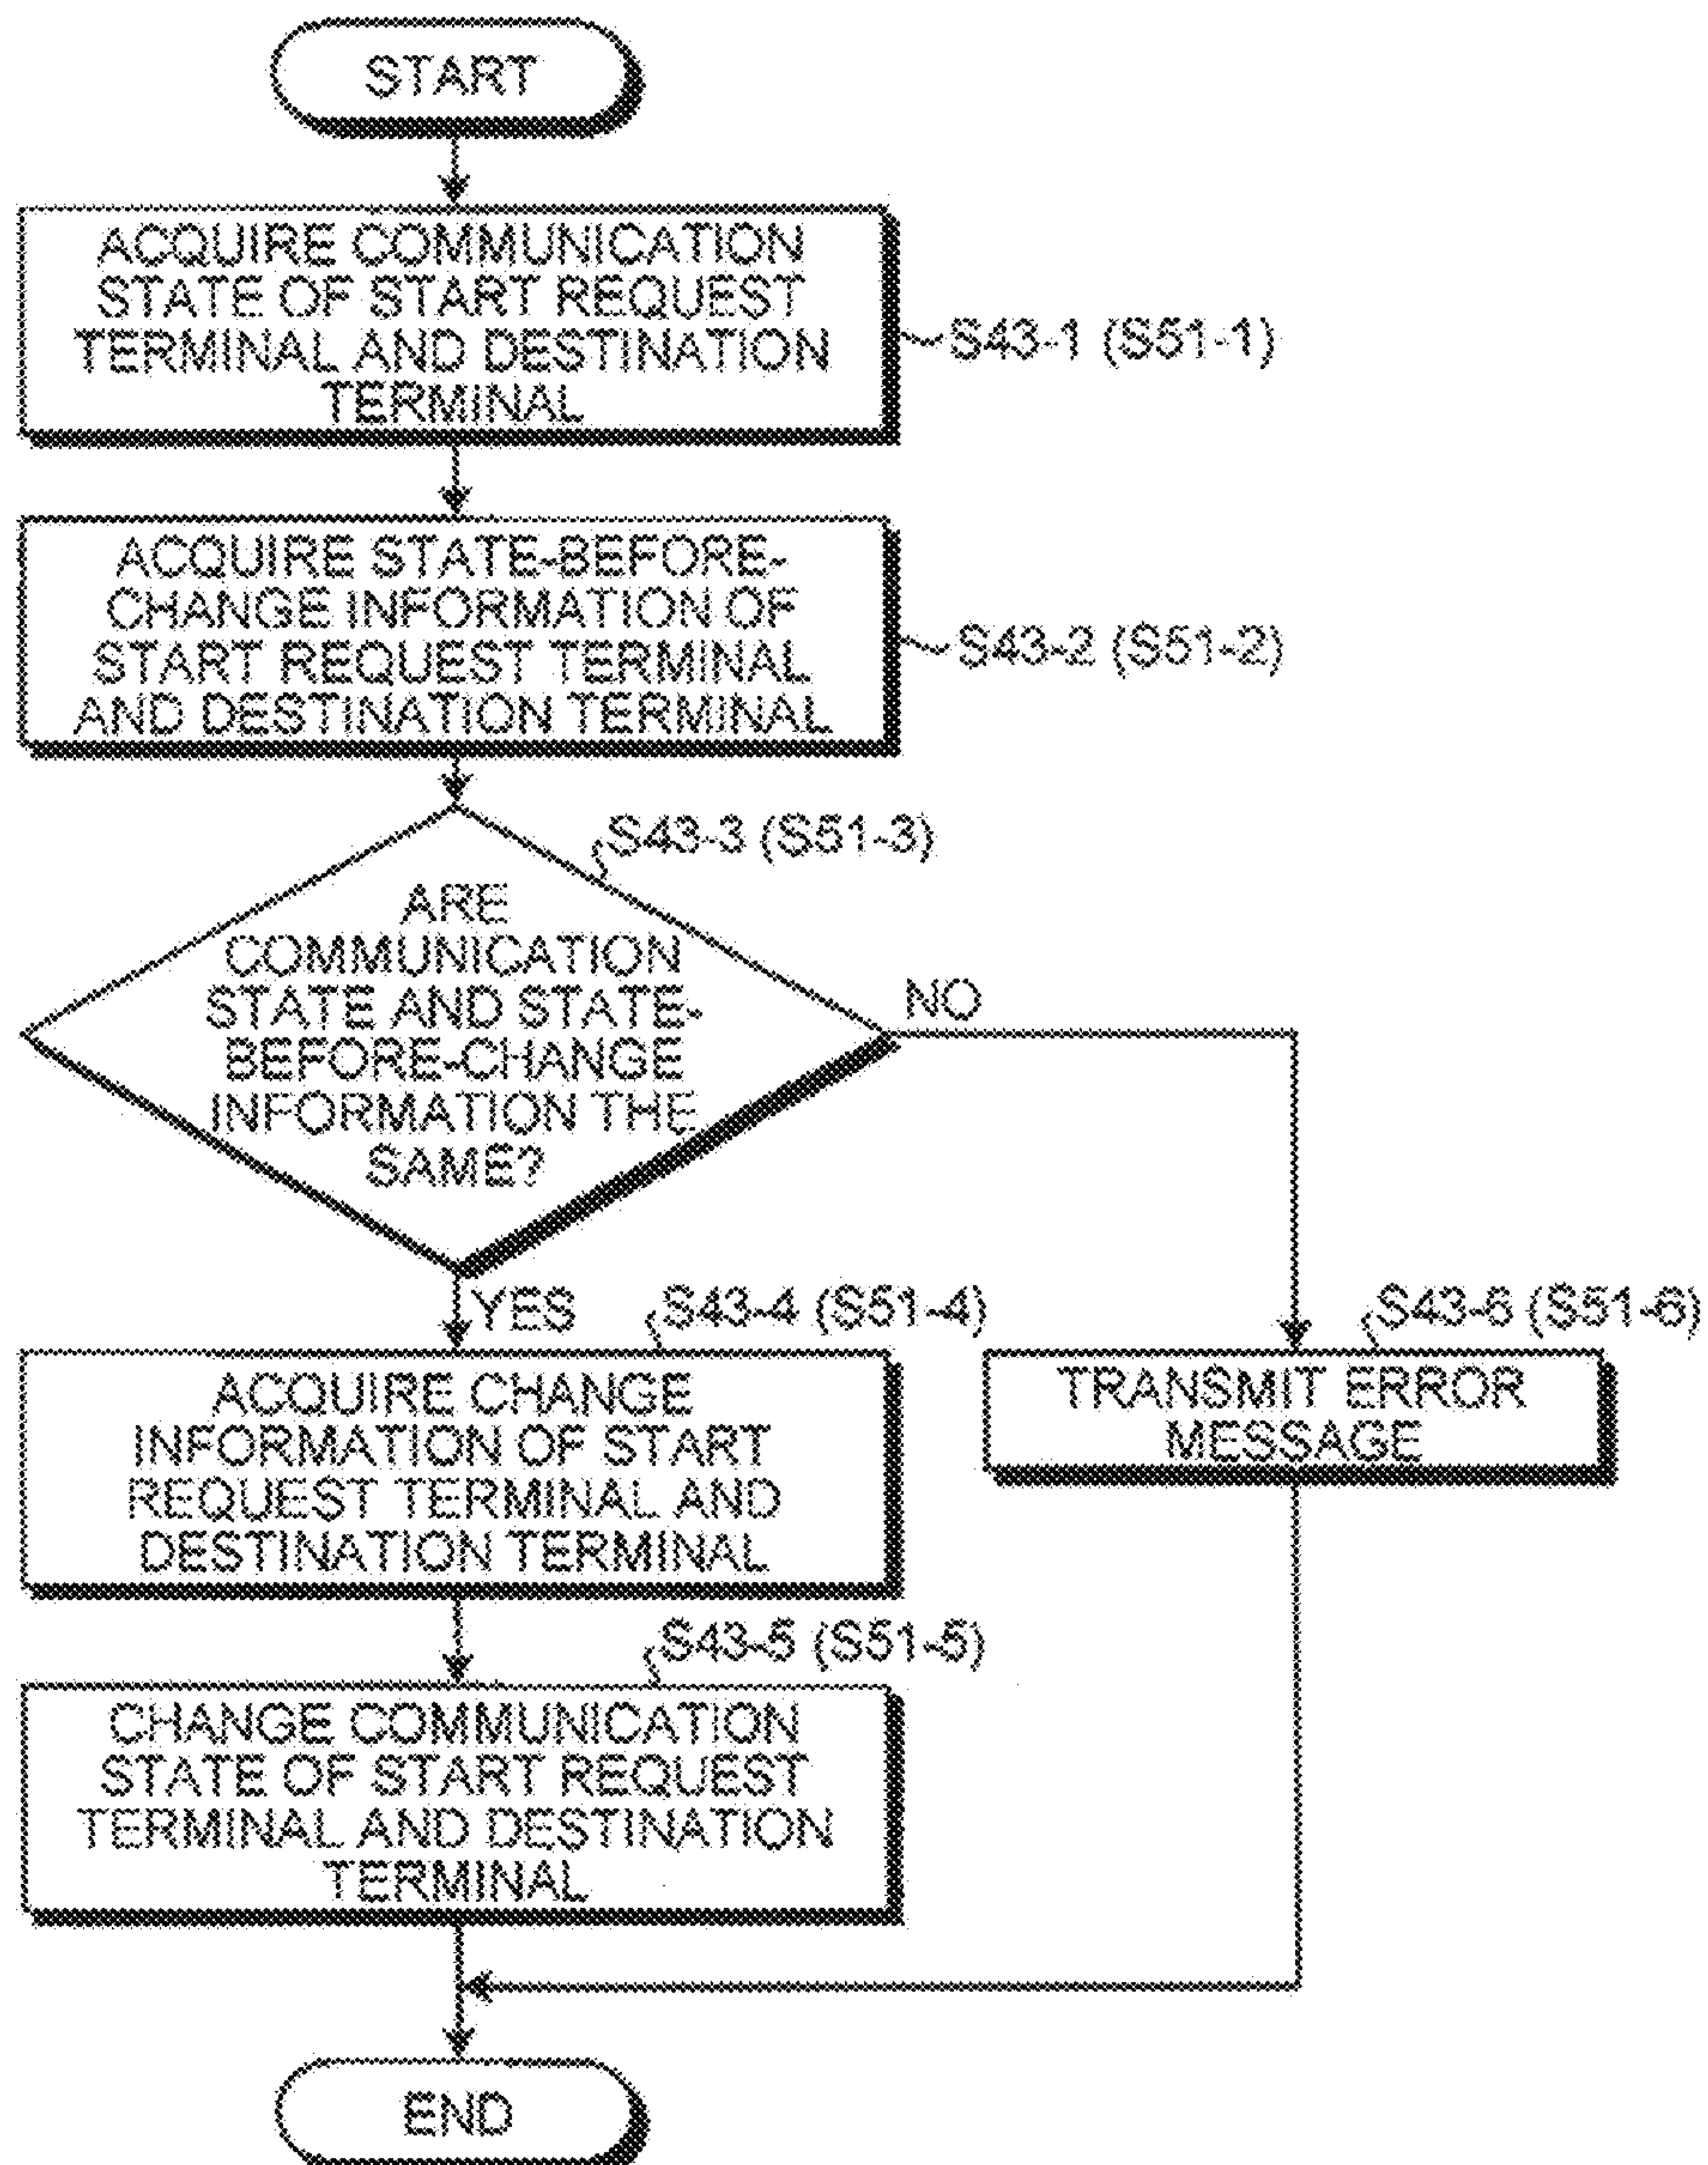 START
ACQUIRE COMMUNICATION
STATE OF START REQUEST
TERMINAL AND DESTINATION
TERMINAL
S43-1 (S51-1)
ACQUIRE STATE-BEFORE-
CHANGE INFORMATION OF
START REQUEST TERMINAL
AND DESTINATION TERMINAL
S43-2 (S51-2)
S43-3 (S51-3)
ARE
COMMUNICATION
STATE AND STATE-
BEFORE-CHANGE
INFORMATION THE
SAME?
NO
YES
S43-4 (S51-4)
ACQUIRE CHANGE
INFORMATION OF START
REQUEST TERMINAL AND
DESTINATION TERMINAL
S43-6 (S51-6)
TRANSMIT ERROR
MESSAGE
S43-5 (S51-5)
CHANGE COMMUNICATION
STATE OF START REQUEST
TERMINAL AND DESTINATION
TERMINAL
END